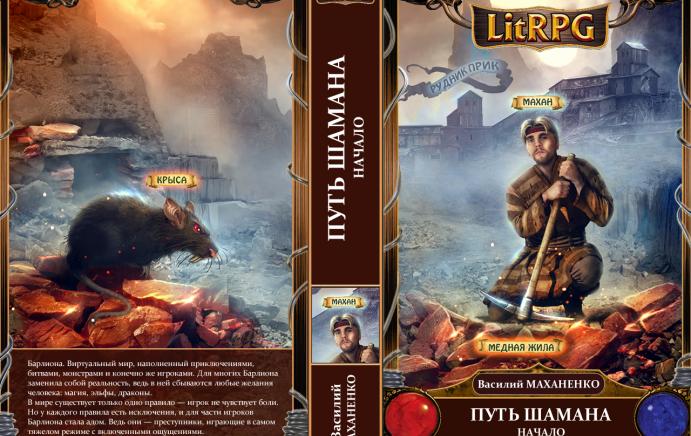 КРЫСА
Барлиона. Виртуальный мир, наполненный приключениями,
битвами, монстрами и конечно же игроками. Для многих Барлиона
заменила собой реальность, ведь в ней сбываются любые желания
человека: магия, эльфы, драконы.
В мире существует только одно правило — игрок не чувствует боли.
Но у каждого правила есть исключения, и для части игроков
Барлиона стала адом. Ведь они — преступники, играющие в самом
тяжелом режиме с включенными ощущениями.
ПУТЬ ШАМАНА
НАЧАЛО
МАХАН
Василий
МАХАНЕНКО
LitRPG
РУДНИК ПРИК
МАХАН
МЕДНАЯ ЖИЛА
Василий МАХАНЕНКО
ПУТЬ ШАМАНА
НАЧАЛО